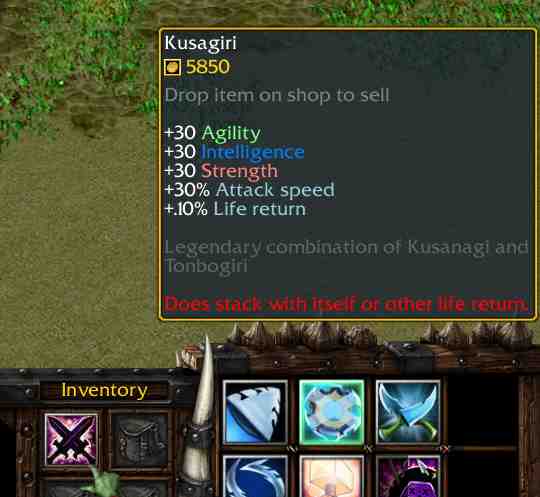 Kusagiri
5850
Drop item on shop to sell
+30 Agility
+30 Intelligence
+30 Strength
+30% Attack speed
+.10% Life return
Legendary combination of Kusanagi and
Tonbogiri
Does stack with itself or other life return.
Inventory